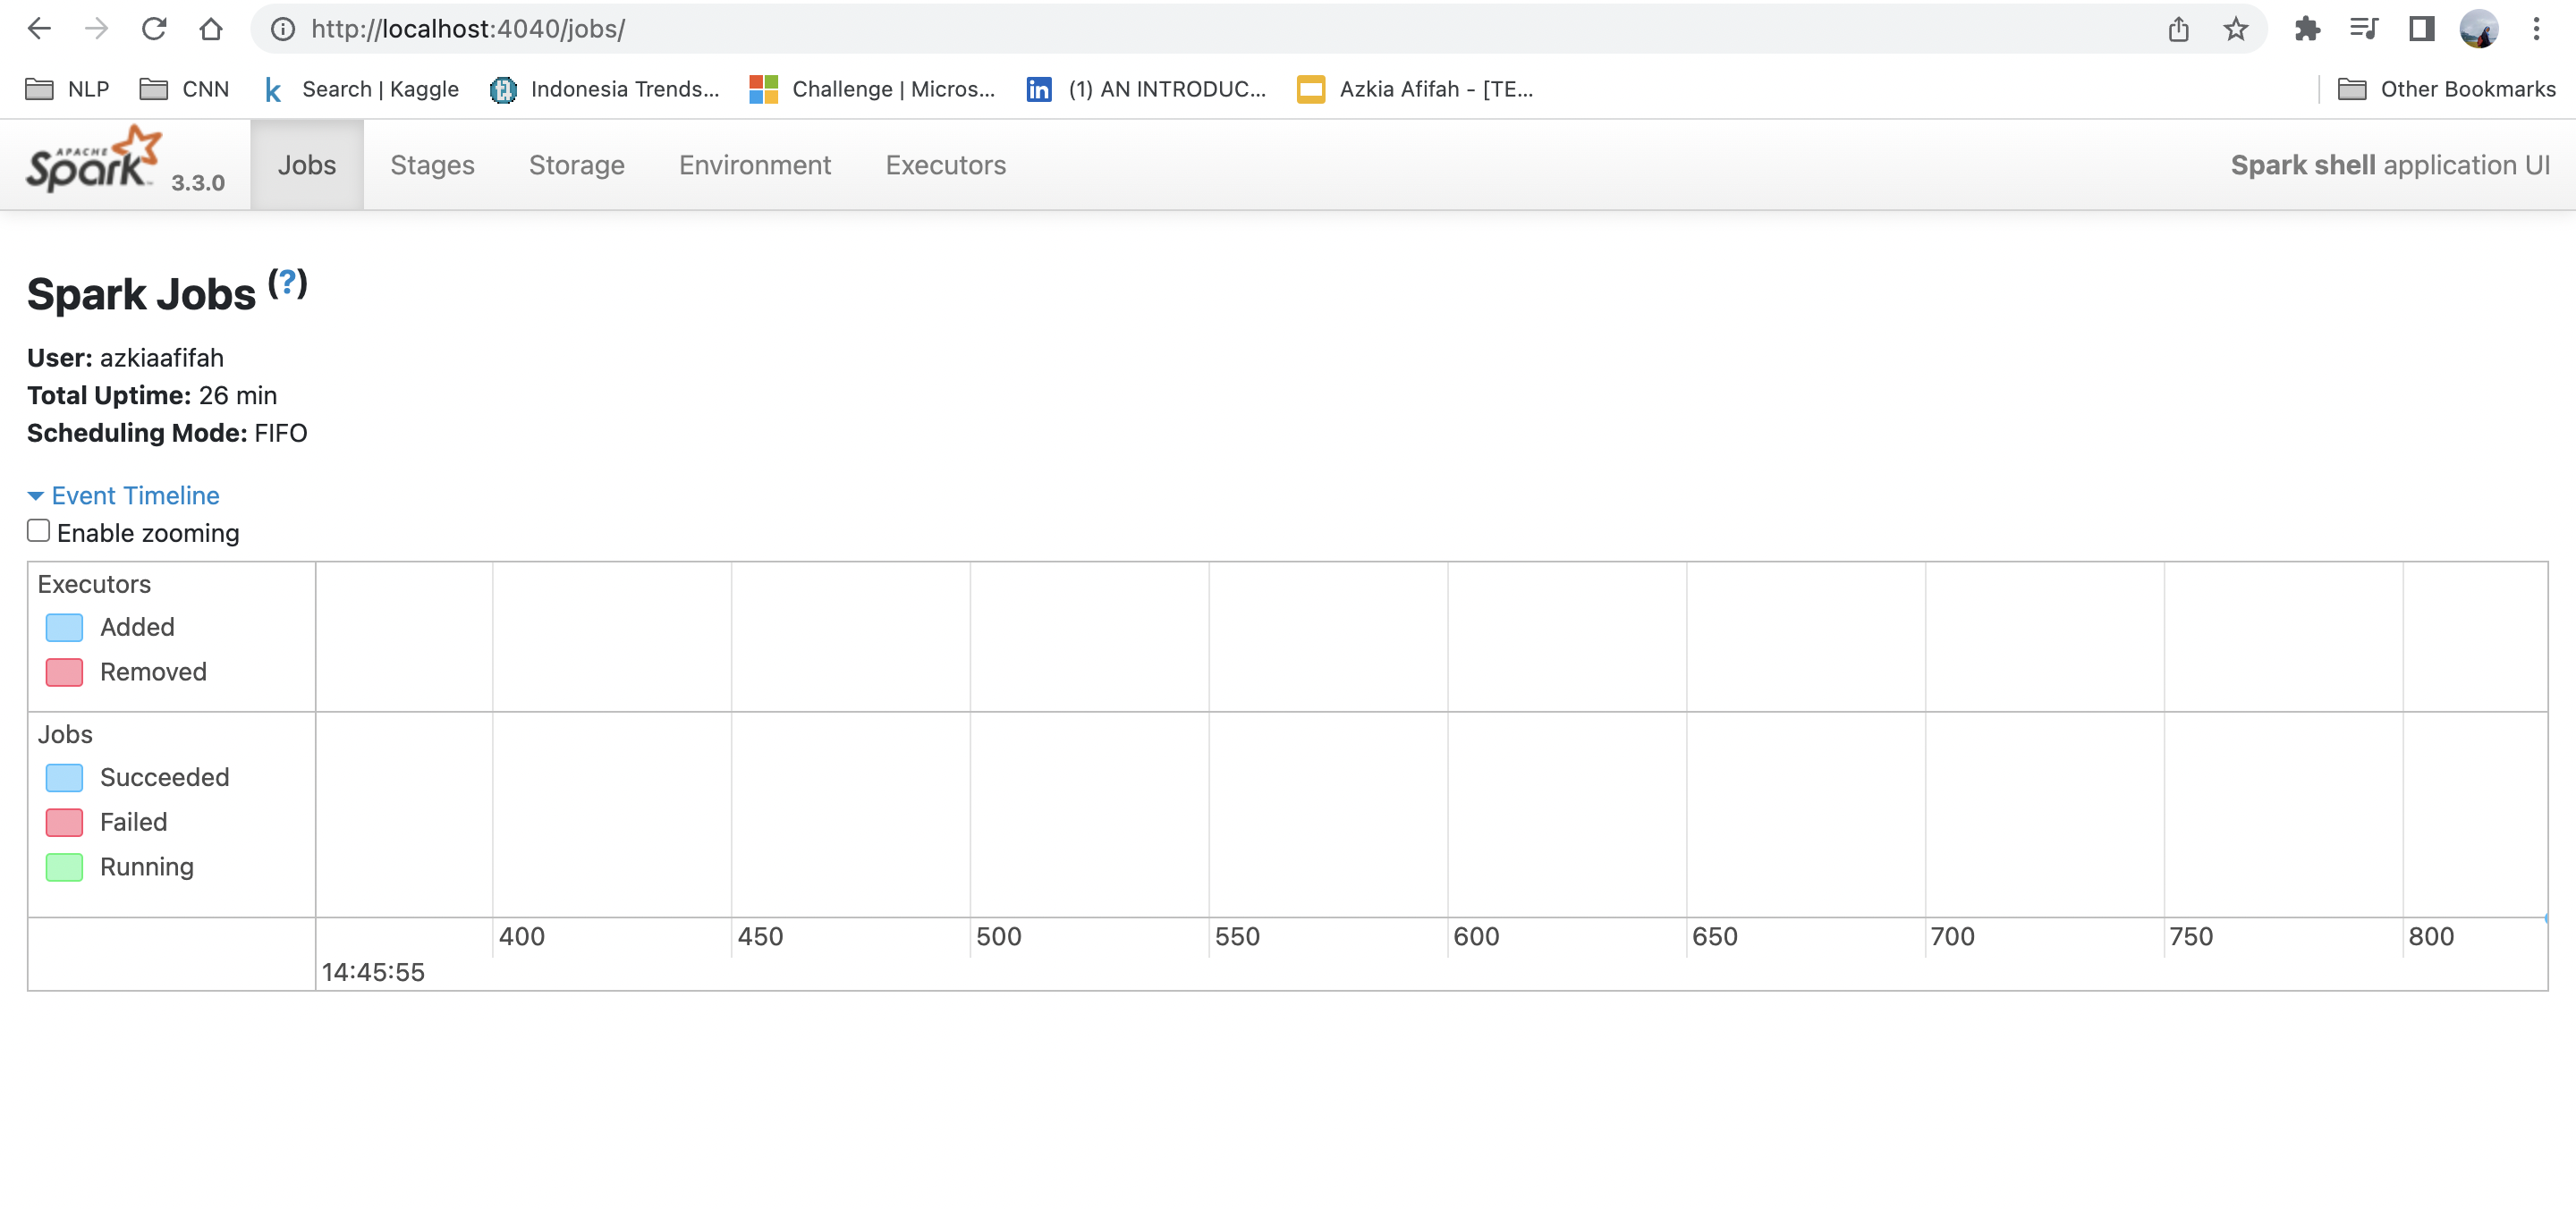 http://localhost:4040/jobs/
NLP CNN Search | Kaggle Indonesia Trends... Challenge | Micros... (1) AN INTRODUC... Azkia Afifah - [TE... Other Bookmarks
APACHE Spark 3.3.0 Jobs Stages Storage Environment Executors Spark shell application UI
Spark Jobs (?)
User: azkiaafifah
Total Uptime: 26 min
Scheduling Mode: FIFO
Event Timeline
Enable zooming
Executors
Added
Removed
Jobs
Succeeded
Failed
Running
400 450 500 550 600 650 700 750 800
14:45:55